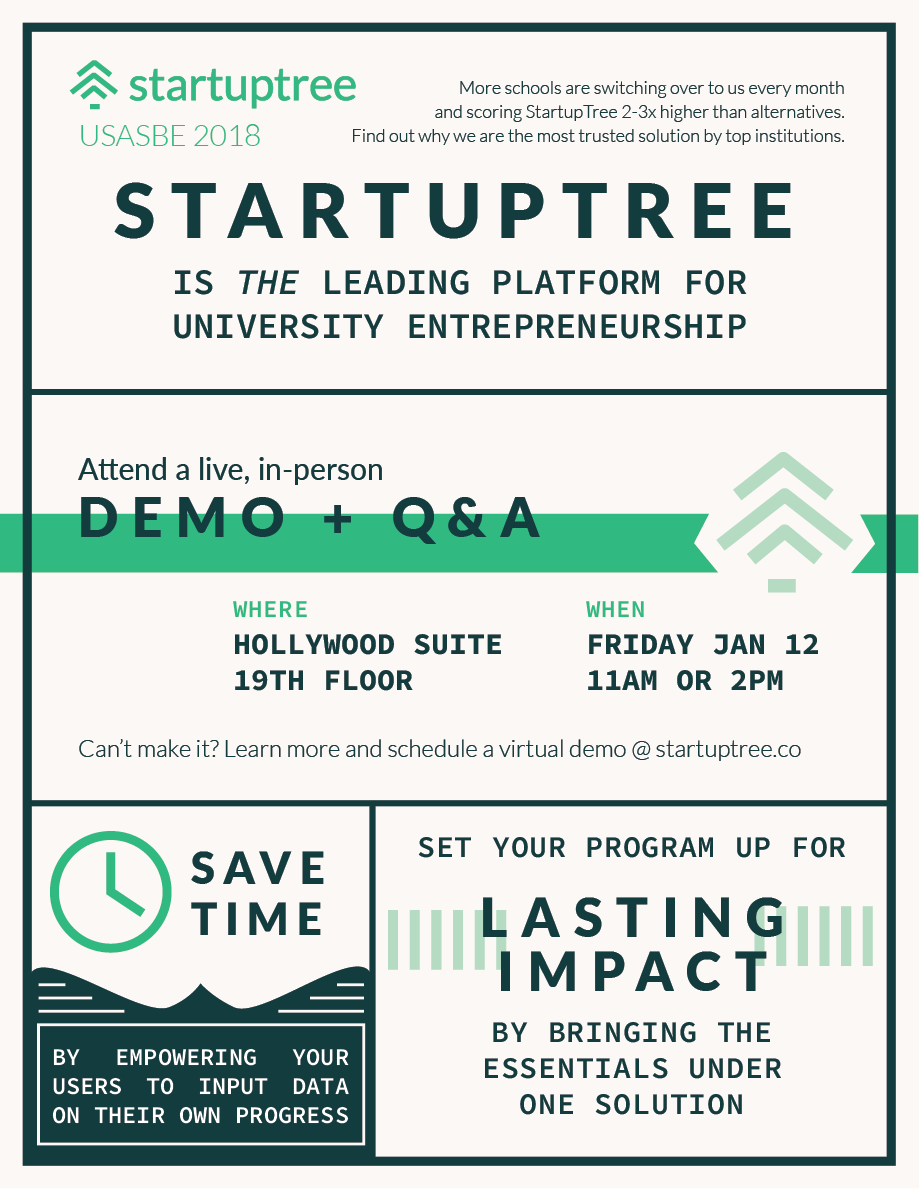 startuptree
USASBE 2018
More schools are switching over to us every month
and scoring StartupTree 2-3x higher than alternatives.
Find out why we are the most trusted solution by top institutions.
STARTUPTREE
IS THE LEADING PLATFORM FOR
UNIVERSITY ENTREPRENEURSHIP
Attend a live, in-person
DEMO + Q&A
WHERE
HOLLYWOOD SUITE
19TH FLOOR
WHEN
FRIDAY JAN 12
11AM OR 2PM
Can't make it? Learn more and schedule a virtual demo @ startuptree.co
SAVE
TIME
BY EMPOWERING YOUR
USERS TO INPUT DATA
ON THEIR OWN PROGRESS
SET YOUR PROGRAM UP FOR
LASTING
IMPACT
BY BRINGING THE
ESSENTIALS UNDER
ONE SOLUTION